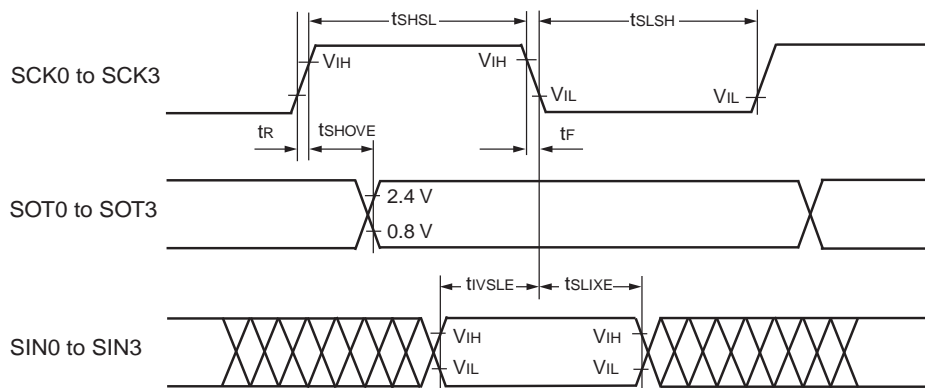 tSHSL tSLSH
SCK0 to SCK3 VIH VIH
VIL VIL
tR tSHOVE tF
SOT0 to SOT3 2.4 V
0.8 V
tIVSLE tSLIXE
SIN0 to SIN3 VIH VIH
VIL VIL